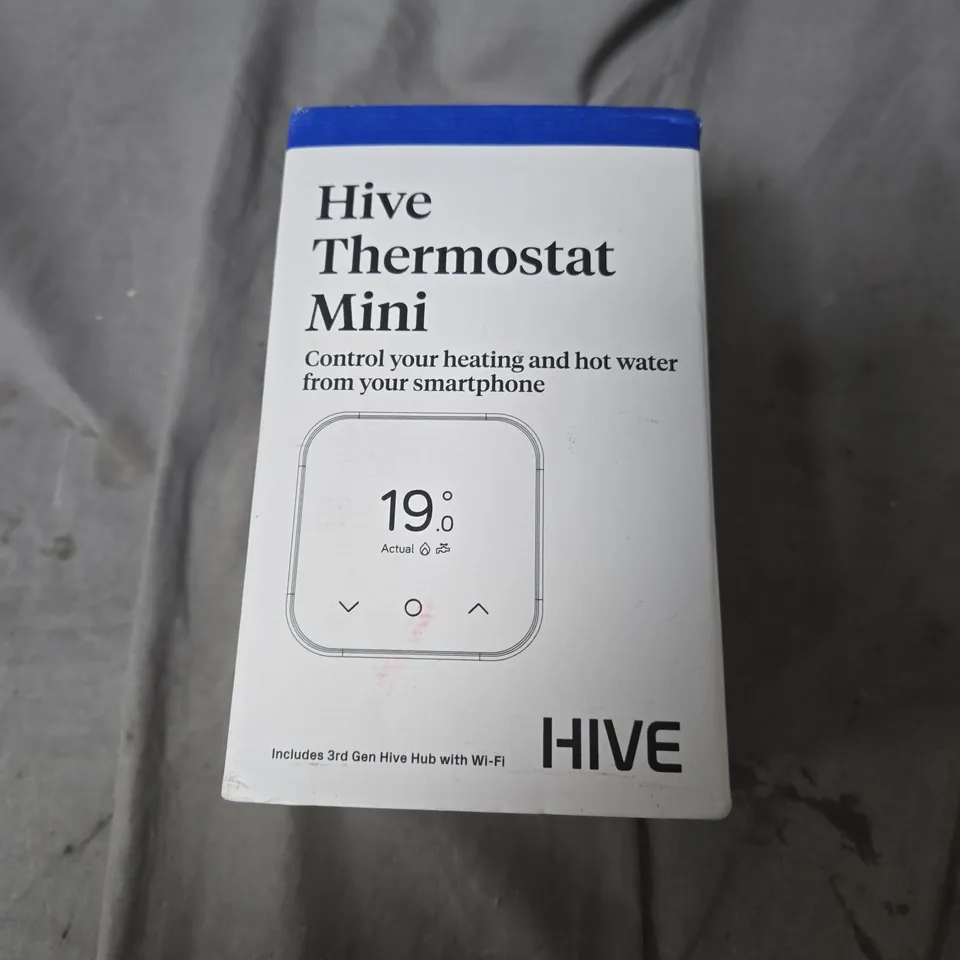 Hive
Thermostat
Mini
Control your heating and hot water
from your smartphone
19.0°
Actual
Includes 3rd Gen Hive Hub with Wi-Fi
HIVE